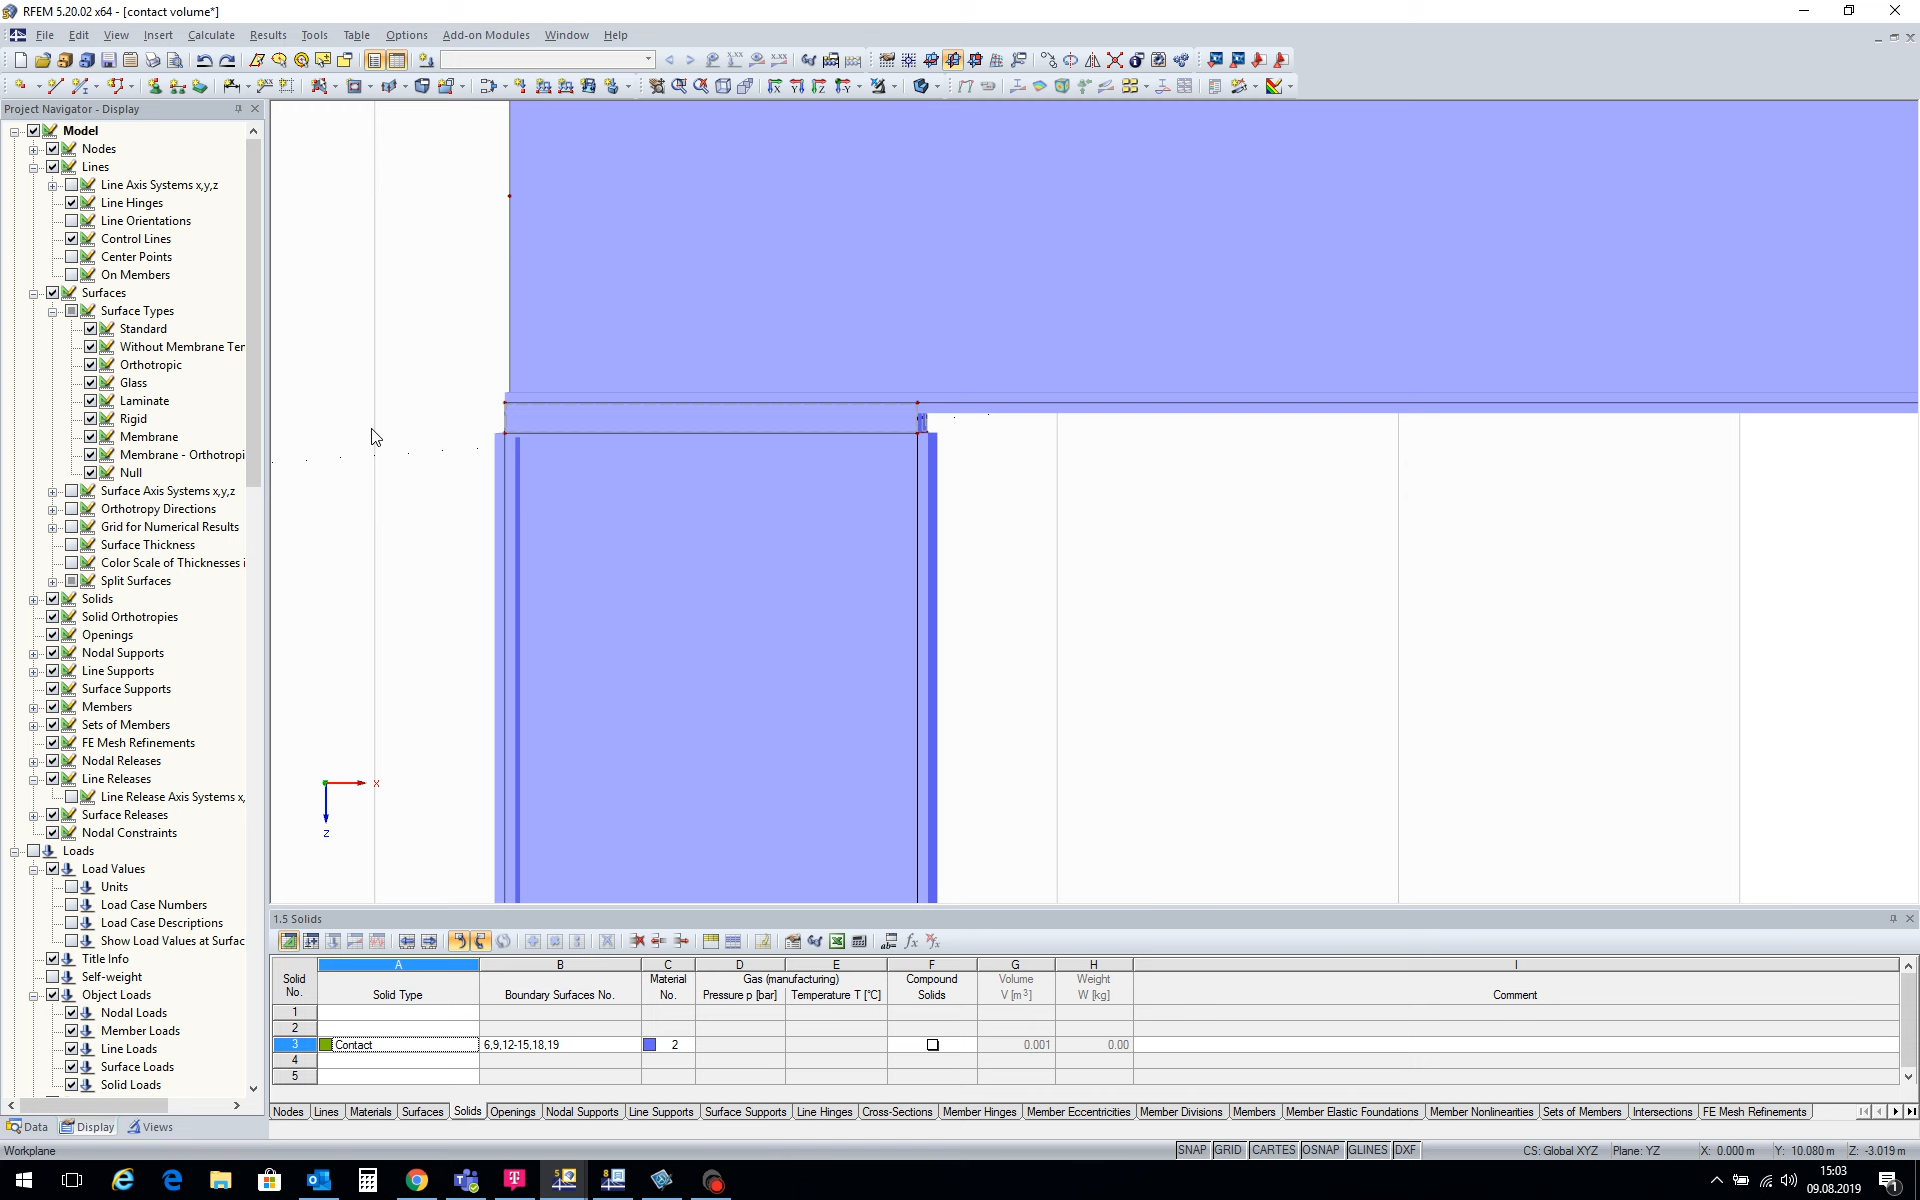 RFEM 5.20.02 x64 - [contact volume*]
File Edit View Insert Calculate Results Tools Table Options Add-on Modules Window Help
Project Navigator - Display
Model
Nodes
Lines
Line Axis Systems x,y,z
Line Hinges
Line Orientations
Control Lines
Center Points
On Members
Surfaces
Surface Types
Standard
Without Membrane Ter
Orthotropic
Glass
Laminate
Rigid
Membrane
Membrane - Orthotropi
Null
Surface Axis Systems x,y,z
Orthotropy Directions
Grid for Numerical Results
Surface Thickness
Color Scale of Thicknesses i
Split Surfaces
Solids
Solid Orthotropies
Openings
Nodal Supports
Line Supports
Surface Supports
Members
Sets of Members
FE Mesh Refinements
Nodal Releases
Line Releases
Line Release Axis Systems x,
Surface Releases
Nodal Constraints
Loads
Load Values
Units
Load Case Numbers
Load Case Descriptions
Show Load Values at Surfac
Title Info
Self-weight
Object Loads
Nodal Loads
Member Loads
Line Loads
Surface Loads
Solid Loads
Data Display Views
X
Z
1.5 Solids
A B C D E F G H I
Solid Material Gas (manufacturing) Compound Volume Weight
No. Solid Type Boundary Surfaces No. No. Pressure p [bar] Temperature T [°C] Solids V [m³] W [kg] Comment
1
2
3 Contact 6,9,12-15,18,19 2 0.001 0.00
4
5
Nodes Lines Materials Surfaces Solids Openings Nodal Supports Line Supports Surface Supports Line Hinges Cross-Sections Member Hinges Member Eccentricities Member Divisions Members Member Elastic Foundations Member Nonlinearities Sets of Members Intersections FE Mesh Refinements
Workplane SNAP GRID CARTES OSNAP GLINES DXF CS: Global XYZ Plane: YZ X: 0.000 m Y: 10.080 m Z: -3.019 m
15:03
09.08.2019